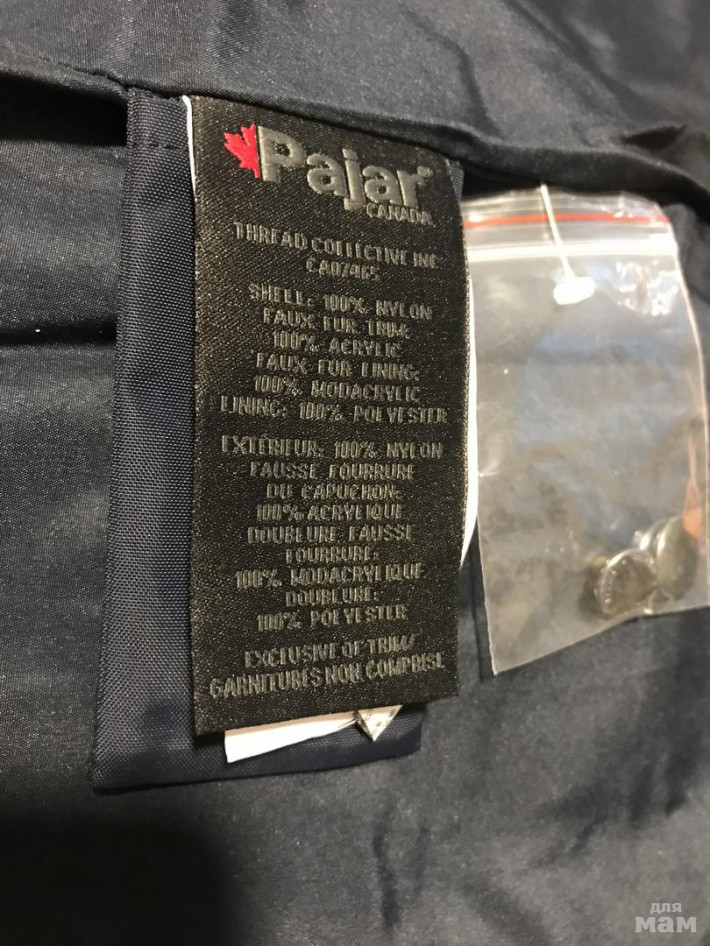 Pajar
CANADA
THREAD COLLECTIVE INC
CA07465
SHELL: 100% NYLON
FAUX FUR TRIM:
100% ACRYLIC
FAUX FUR LINING:
100% MODACRYLIC
LINING: 100% POLYESTER
EXTÉRIEUR: 100% NYLON
FAUSSE FOURRURE
DU CAPUCHON:
100% ACRYLIQUE
DOUBLURE FAUSSE
FOURRURE:
100% MODACRYLIQUE
DOUBLURE:
100% POLYESTER
EXCLUSIVE OF TRIM/
GARNITURES NON COMPRISE
для
мам